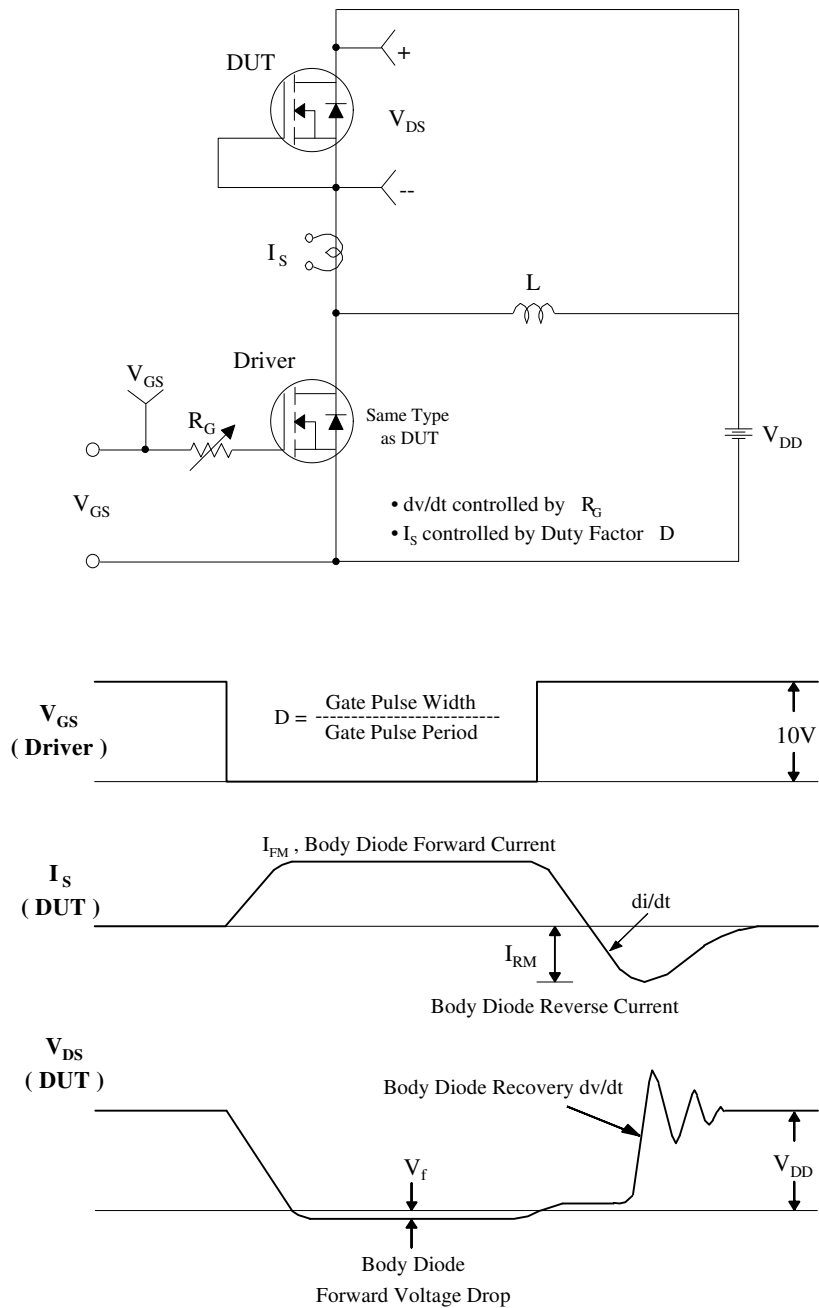 DUT
+
V_DS
--
I_S
L
Driver
V_GS
R_G
Same Type
as DUT
V_DD
V_GS
• dv/dt controlled by R_G
• I_S controlled by Duty Factor D
V_GS
( Driver )
D = Gate Pulse Width
Gate Pulse Period
10V
I_FM , Body Diode Forward Current
I_S
( DUT )
di/dt
I_RM
Body Diode Reverse Current
V_DS
( DUT )
Body Diode Recovery dv/dt
V_f
V_DD
Body Diode
Forward Voltage Drop